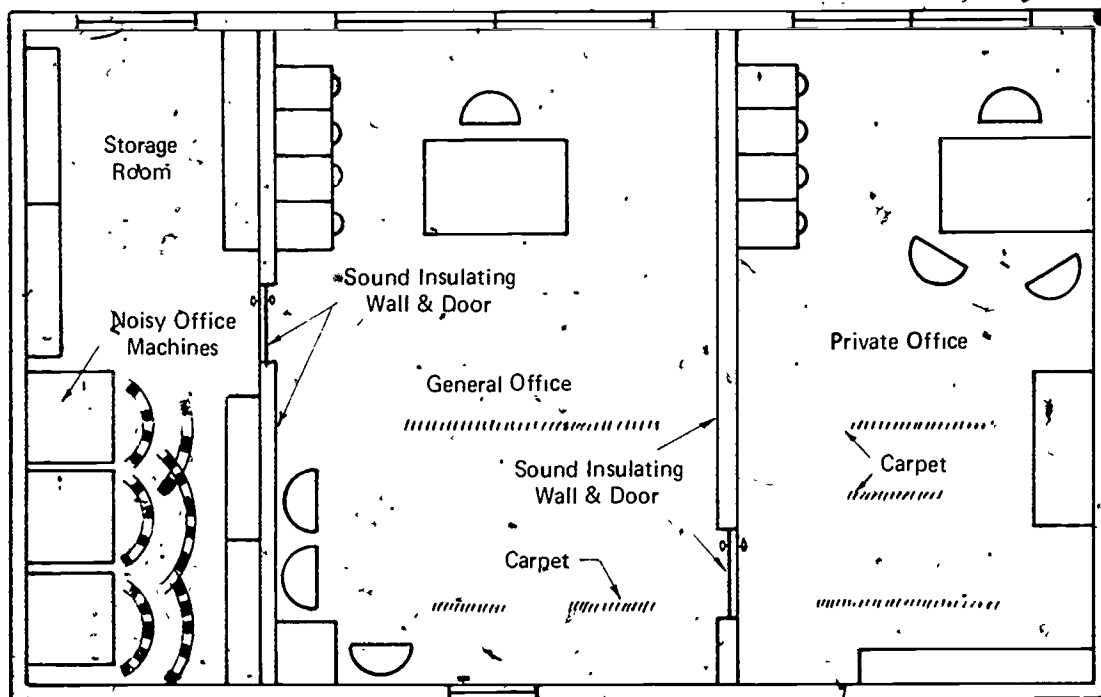 Storage
Room
Sound Insulating
Wall & Door
Noisy Office
Machines
Private Office
General Office
Sound Insulating
Wall & Door
Carpet
Carpet